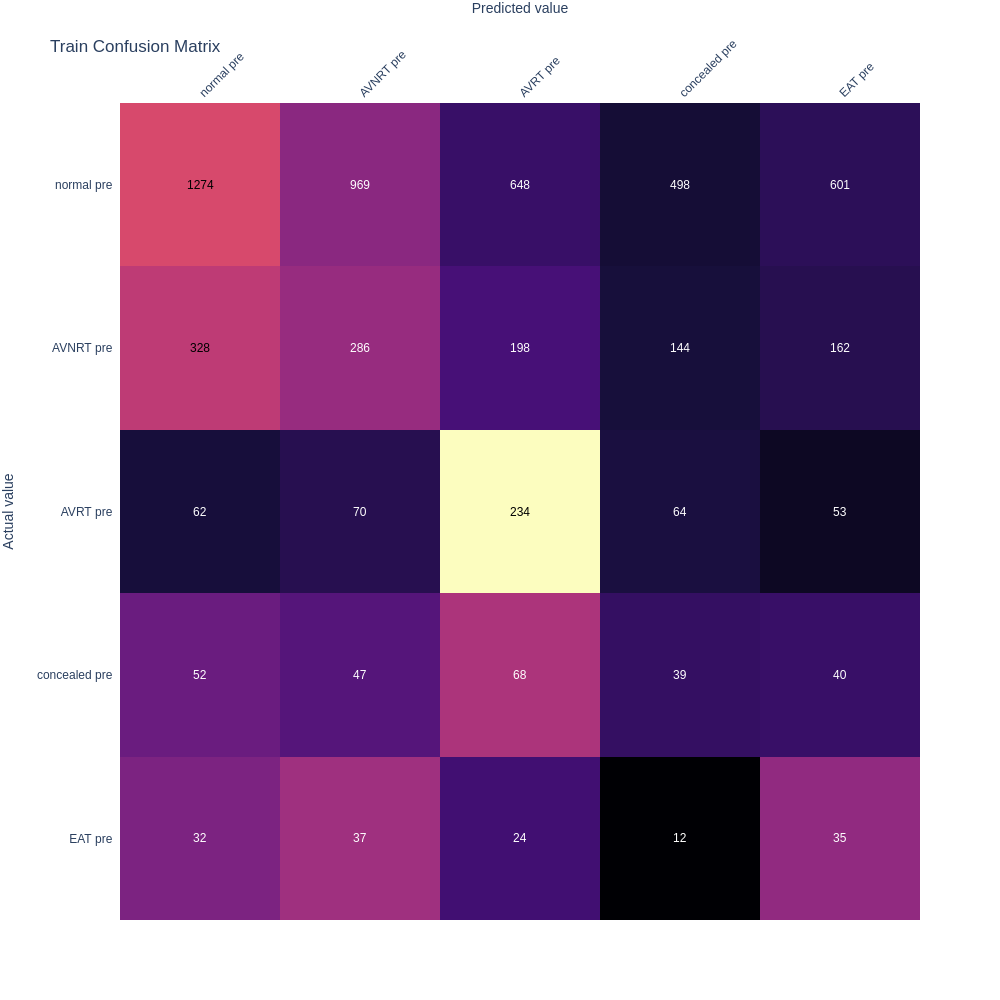 Predicted value
Train Confusion Matrix
normal pre AVNRT pre AVRT pre concealed pre EAT pre
normal pre 1274 969 648 498 601
AVNRT pre 328 286 198 144 162
AVRT pre 62 70 234 64 53
concealed pre 52 47 68 39 40
EAT pre 32 37 24 12 35
Actual value